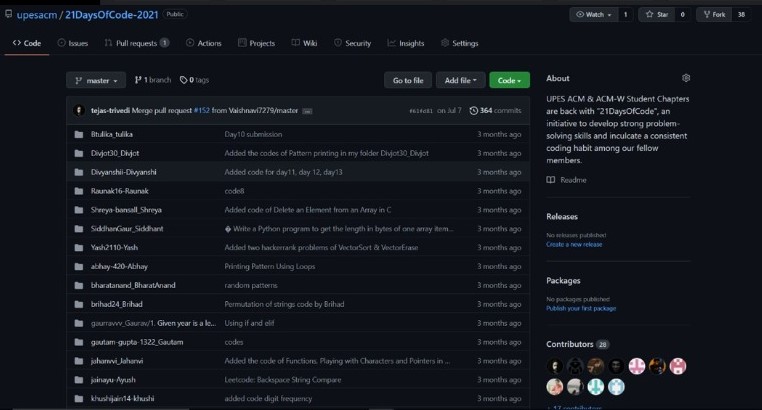 upesacm / 21DaysOfCode-2021 Public
Watch 1 Star 0 Fork 38
Code Issues Pull requests 1 Actions Projects Wiki Security Insights Settings
master 1 branch 0 tags Go to file Add file Code
tejas-trivedi Merge pull request #152 from Vaishnavi7279/master ... on Jul 7 364 commits
Btulika_tulika Day10 submission 3 months ago
Divjot30_Divjot Added the codes of Pattern printing in my folder Divjot30_Divjot 3 months ago
Divyanshii-Divyanshi Added code for day11, day 12, day13 3 months ago
Raunak16-Raunak code8 3 months ago
Shreya-bansall_Shreya Added code of Delete an Element from an Array in C 3 months ago
SiddhanGaur_Siddhant � Write a Python program to get the length in bytes of one array item... 3 months ago
Yash2110-Yash Added two hackerrank problems of VectorSort & VectorErase 3 months ago
abhay-420-Abhay Printing Pattern Using Loops 3 months ago
bharatanand_BharatAnand random patterns 3 months ago
brihad24_Brihad Permutation of strings code by Brihad 3 months ago
gaurravvv_Gaurav/1. Given year is a le... Using if and elif 3 months ago
gautam-gupta-1322_Gautam codes 3 months ago
jahanvvi_Jahanvi Added the code of Functions. Playing with Characters and Pointers in ... 3 months ago
jainayu-Ayush Leetcode: Backspace String Compare 3 months ago
khushijain14-khushi added code digit frequency 3 months ago
About
UPES ACM & ACM-W Student Chapters
are back with "21DaysOfCode", an
initiative to develop strong problem-
solving skills and inculcate a consistent
coding habit among our fellow
members.
Readme
Releases
No releases published
Create a new release
Packages
No packages published
Publish your first package
Contributors 28
+ 17 contributors